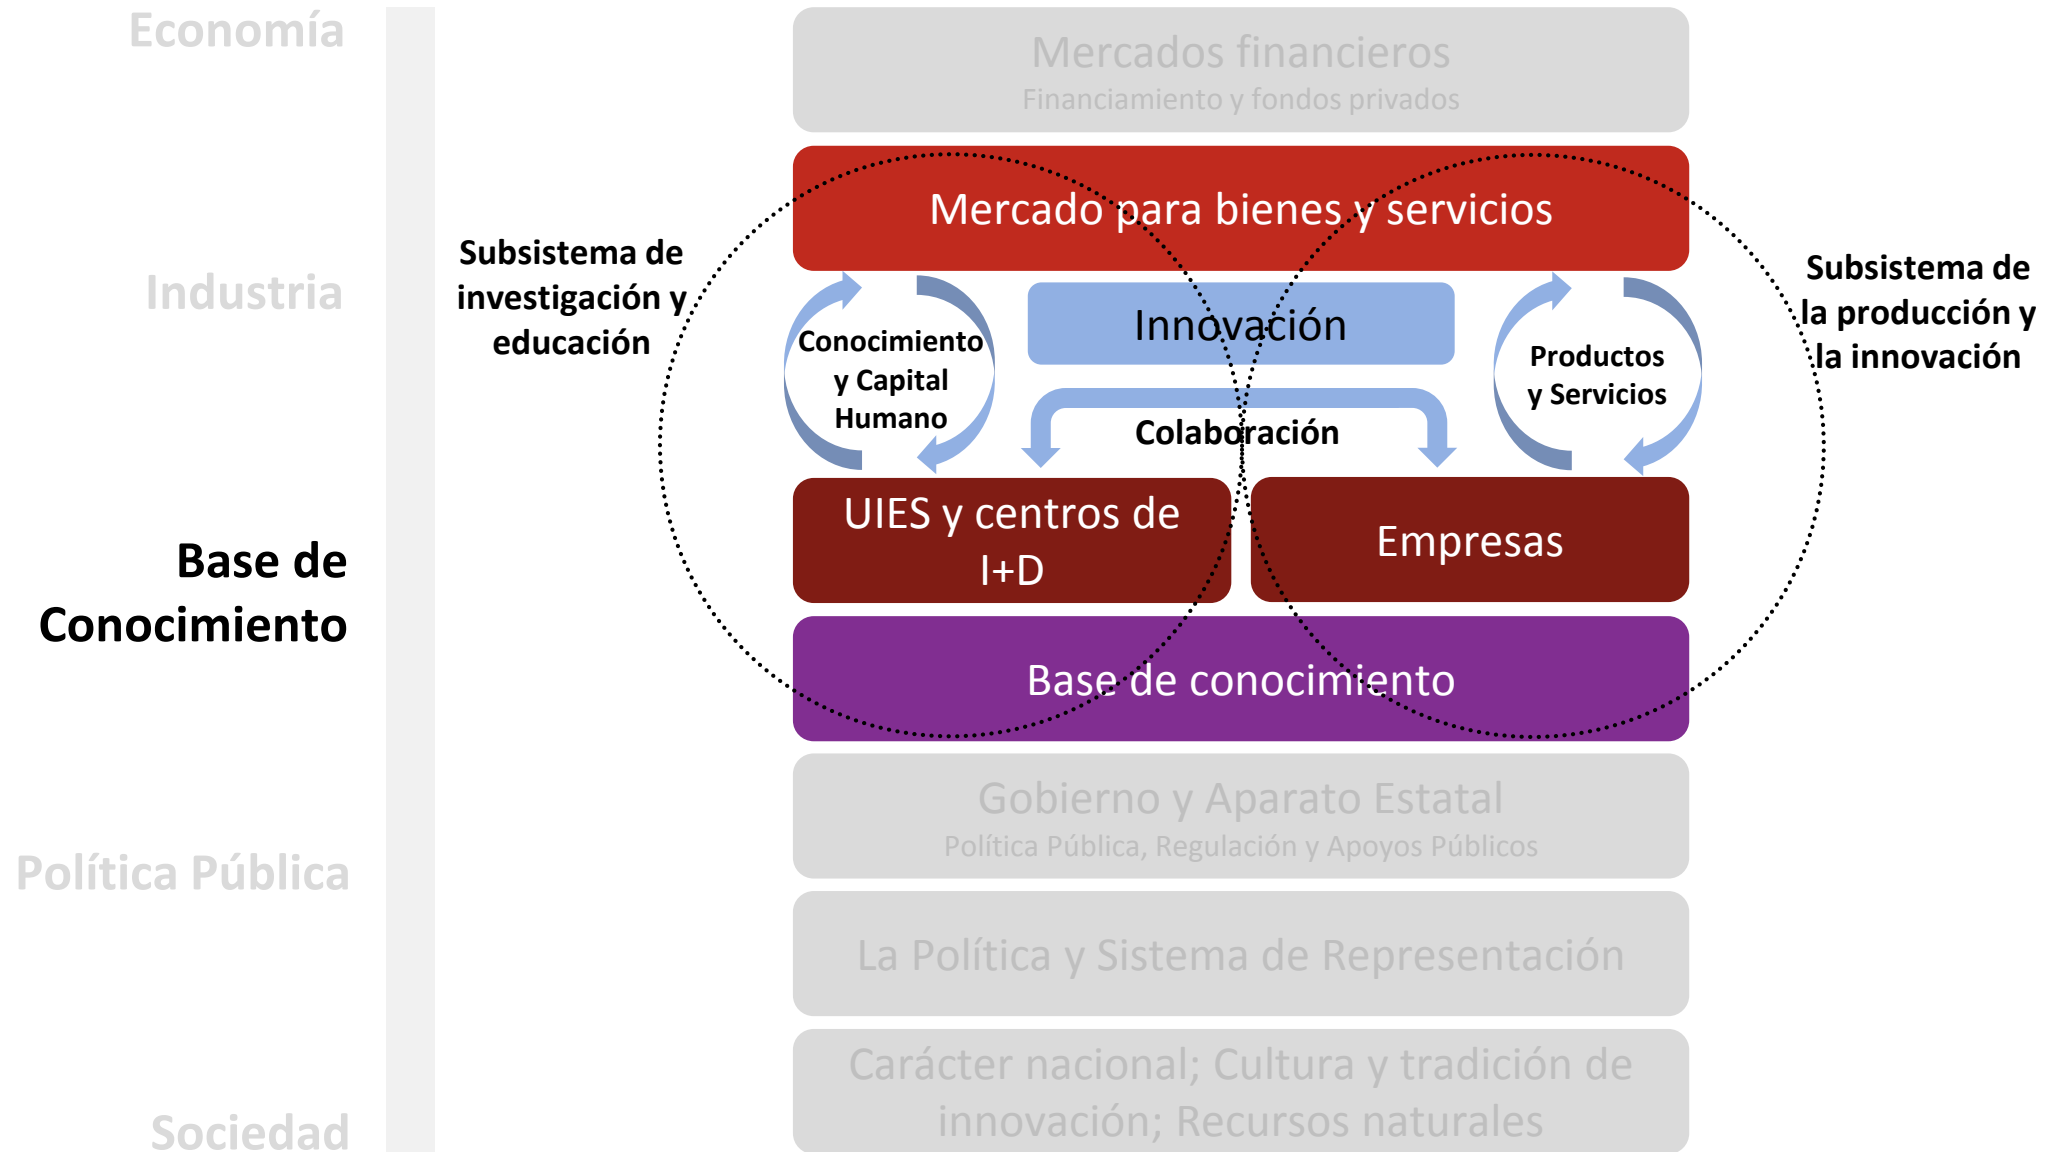 Economía
Mercados financieros
Financiamiento y fondos privados
Mercado para bienes y servicios
Industria
Subsistema de
investigación y
educación
Conocimiento
y Capital
Humano
Innovación
Colaboración
Productos
y Servicios
Subsistema de
la producción y
la innovación
Base de
Conocimiento
UIES y centros de
I+D
Empresas
Base de conocimiento
Política Pública
Gobierno y Aparato Estatal
Política Pública, Regulación y Apoyos Públicos
La Política y Sistema de Representación
Sociedad
Carácter nacional; Cultura y tradición de
innovación; Recursos naturales